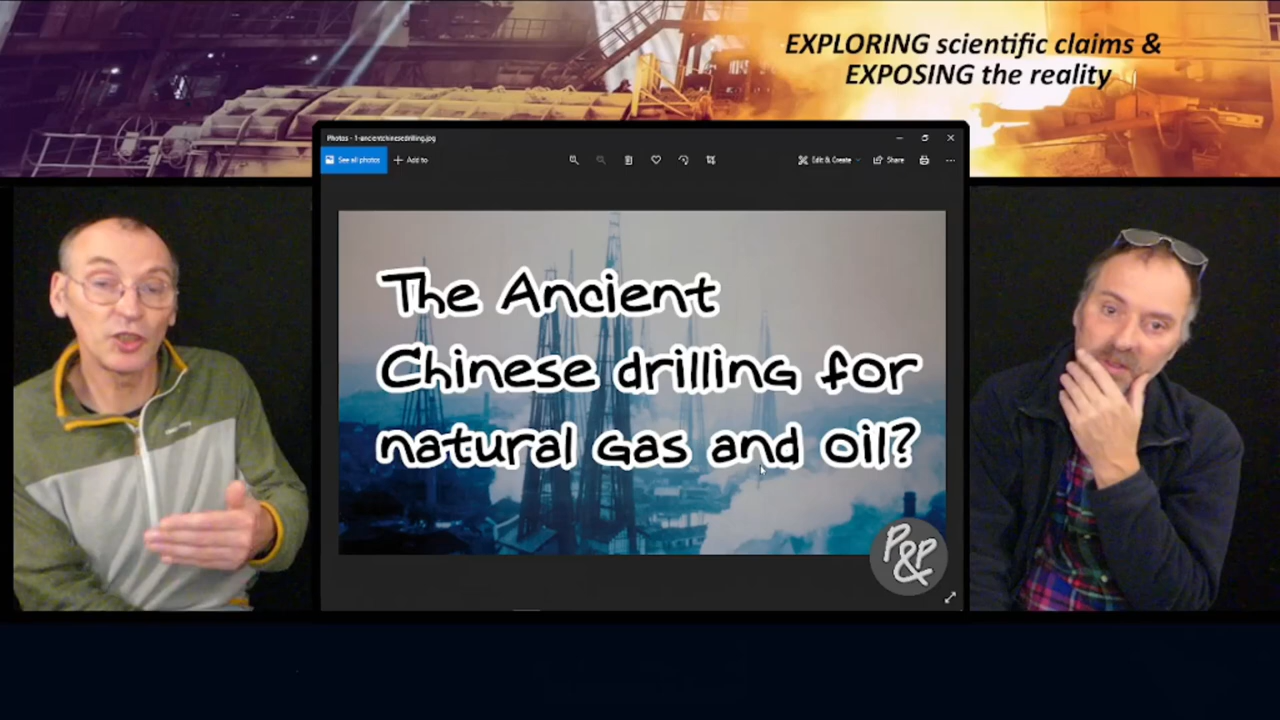 EXPLORING scientific claims &
EXPOSING the reality
Photos - 1-ancientchinesedrilling.jpg
See all photos
Add to
Edit & Create
Share
The Ancient
Chinese drilling for
natural gas and oil?
P&P